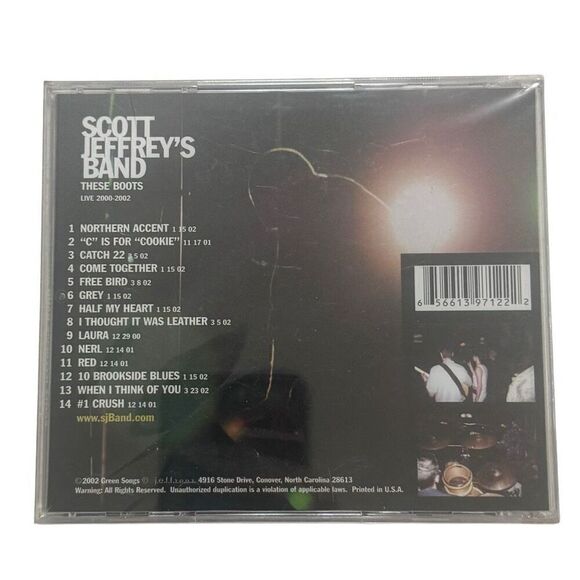 SCOTT
JEFFREY'S
BAND
THESE BOOTS
LIVE 2000-2002
1 NORTHERN ACCENT 1 15 02
2 "C" IS FOR "COOKIE" 11 17 01
3 CATCH 22 3 5 02
4 COME TOGETHER 1 15 02
5 FREE BIRD 3 8 02
6 GREY 1 15 02
7 HALF MY HEART 1 15 02
8 I THOUGHT IT WAS LEATHER 3 5 02
9 LAURA 12 29 00
10 NERL 12 14 01
11 RED 12 14 01
12 10 BROOKSIDE BLUES 1 15 02
13 WHEN I THINK OF YOU 3 23 02
14 #1 CRUSH 12 14 01
www.sjBand.com
6 56613 97122 2
©2002 Green Songs © 4916 Stone Drive, Conover, North Carolina 28613
Warning: All Rights Reserved. Unauthorized duplication is a violation of applicable laws. Printed in U.S.A.